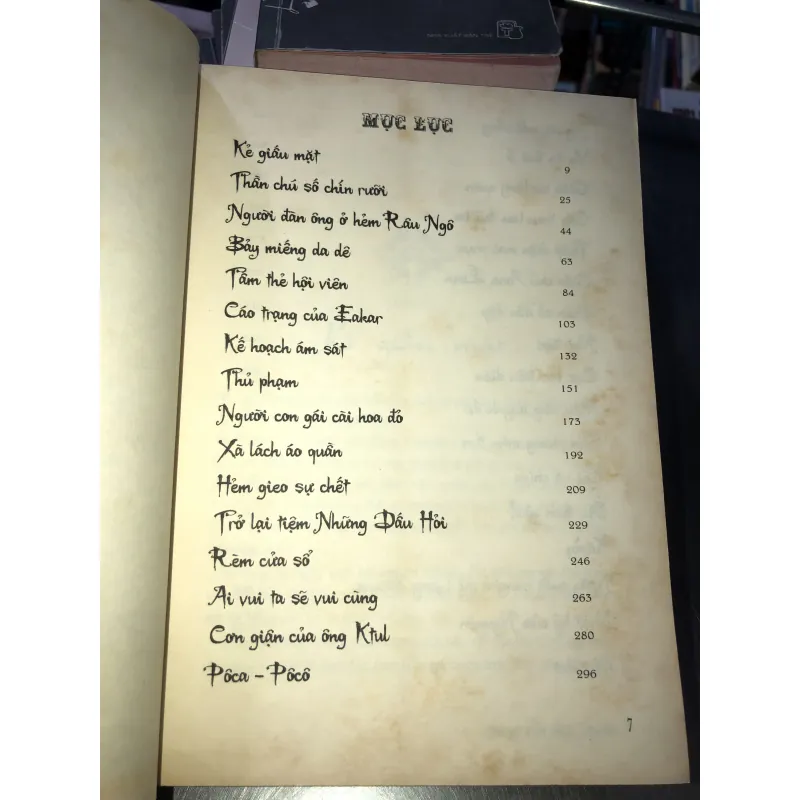 MỤC LỤC
Kẻ giấu mặt 9
Thần chú số chín rưỡi 25
Người đàn ông ở hẻm Râu Ngô 44
Bảy miếng da dê 63
Tấm thẻ hội viên 84
Cáo trạng của Eakar 103
Kế hoạch ám sát 132
Thủ phạm 151
Người con gái cài hoa đỏ 173
Xà lách áo quần 192
Hẻm gieo sự chết 209
Trở lại tiệm Những Dấu Hỏi 229
Rèm cửa sổ 246
Ai vui ta sẽ vui cùng 263
Cơn giận của ông Ktul 280
Pôca – Pôcô 296
7